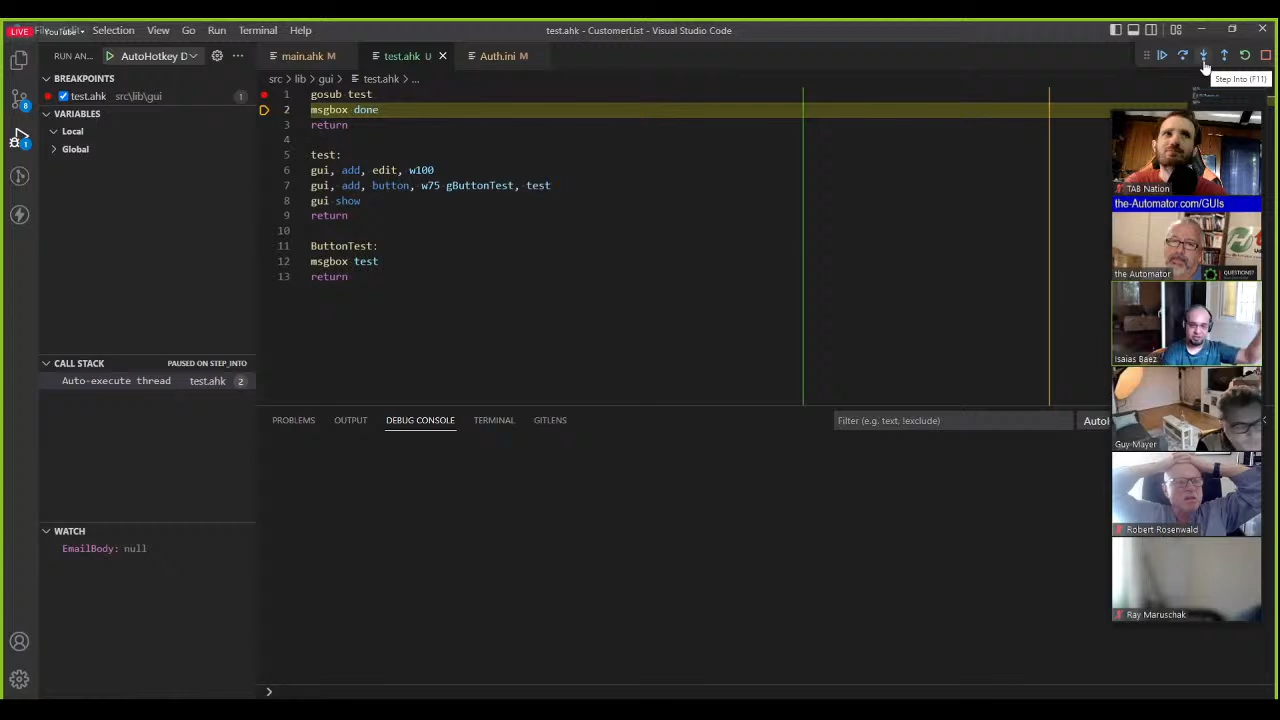 LIVE YouTube
Selection View Go Run Terminal Help
test.ahk - CustomerList - Visual Studio Code
RUN AN... AutoHotkey D
main.ahk M
test.ahk U
Auth.ini M
Step Into (F11)
BREAKPOINTS
test.ahk src\lib\gui 1
VARIABLES
Local
Global
CALL STACK PAUSED ON STEP_INTO
Auto-execute thread test.ahk 2
WATCH
EmailBody: null
8
1
src > lib > gui > test.ahk > ...
1 gosub test
2 msgbox done
3 return
4
5 test:
6 gui, add, edit, w100
7 gui, add, button, w75 gButtonTest, test
8 gui show
9 return
10
11 ButtonTest:
12 msgbox test
13 return
PROBLEMS OUTPUT DEBUG CONSOLE TERMINAL GITLENS
Filter (e.g. text, !exclude)
AutoH
TAB Nation
the-Automator.com/GUIs
the Automator
QUESTIONS?
Isaias Baez
Guy-Mayer
Robert Rosenwald
Ray Maruschak